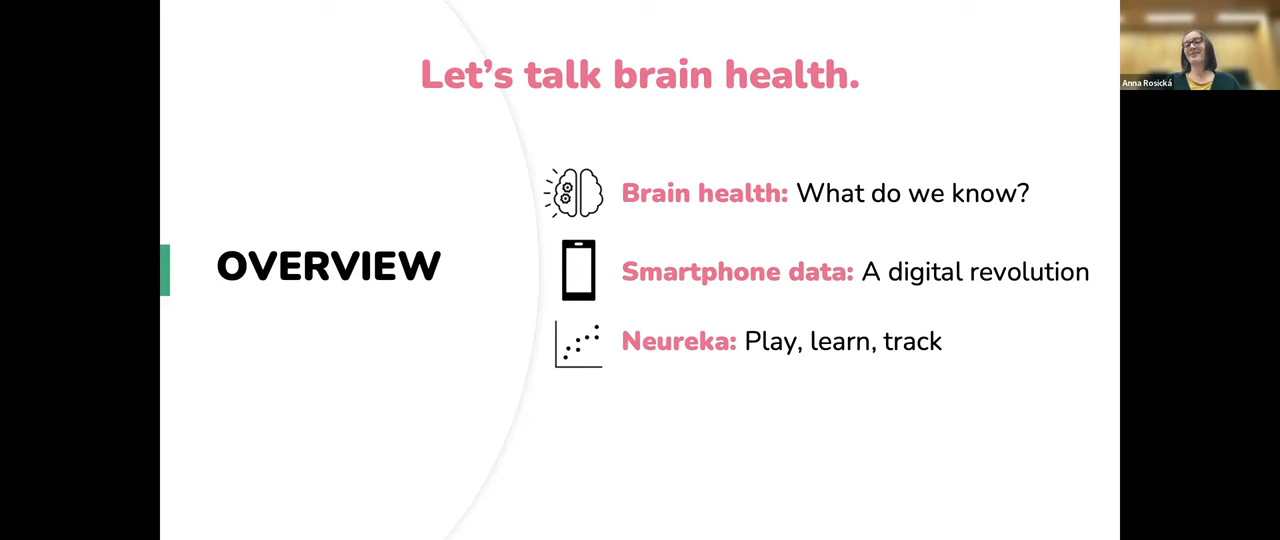 Let's talk brain health.
Anna Rosická
Brain health: What do we know?
OVERVIEW
Smartphone data: A digital revolution
Neureka: Play, learn, track